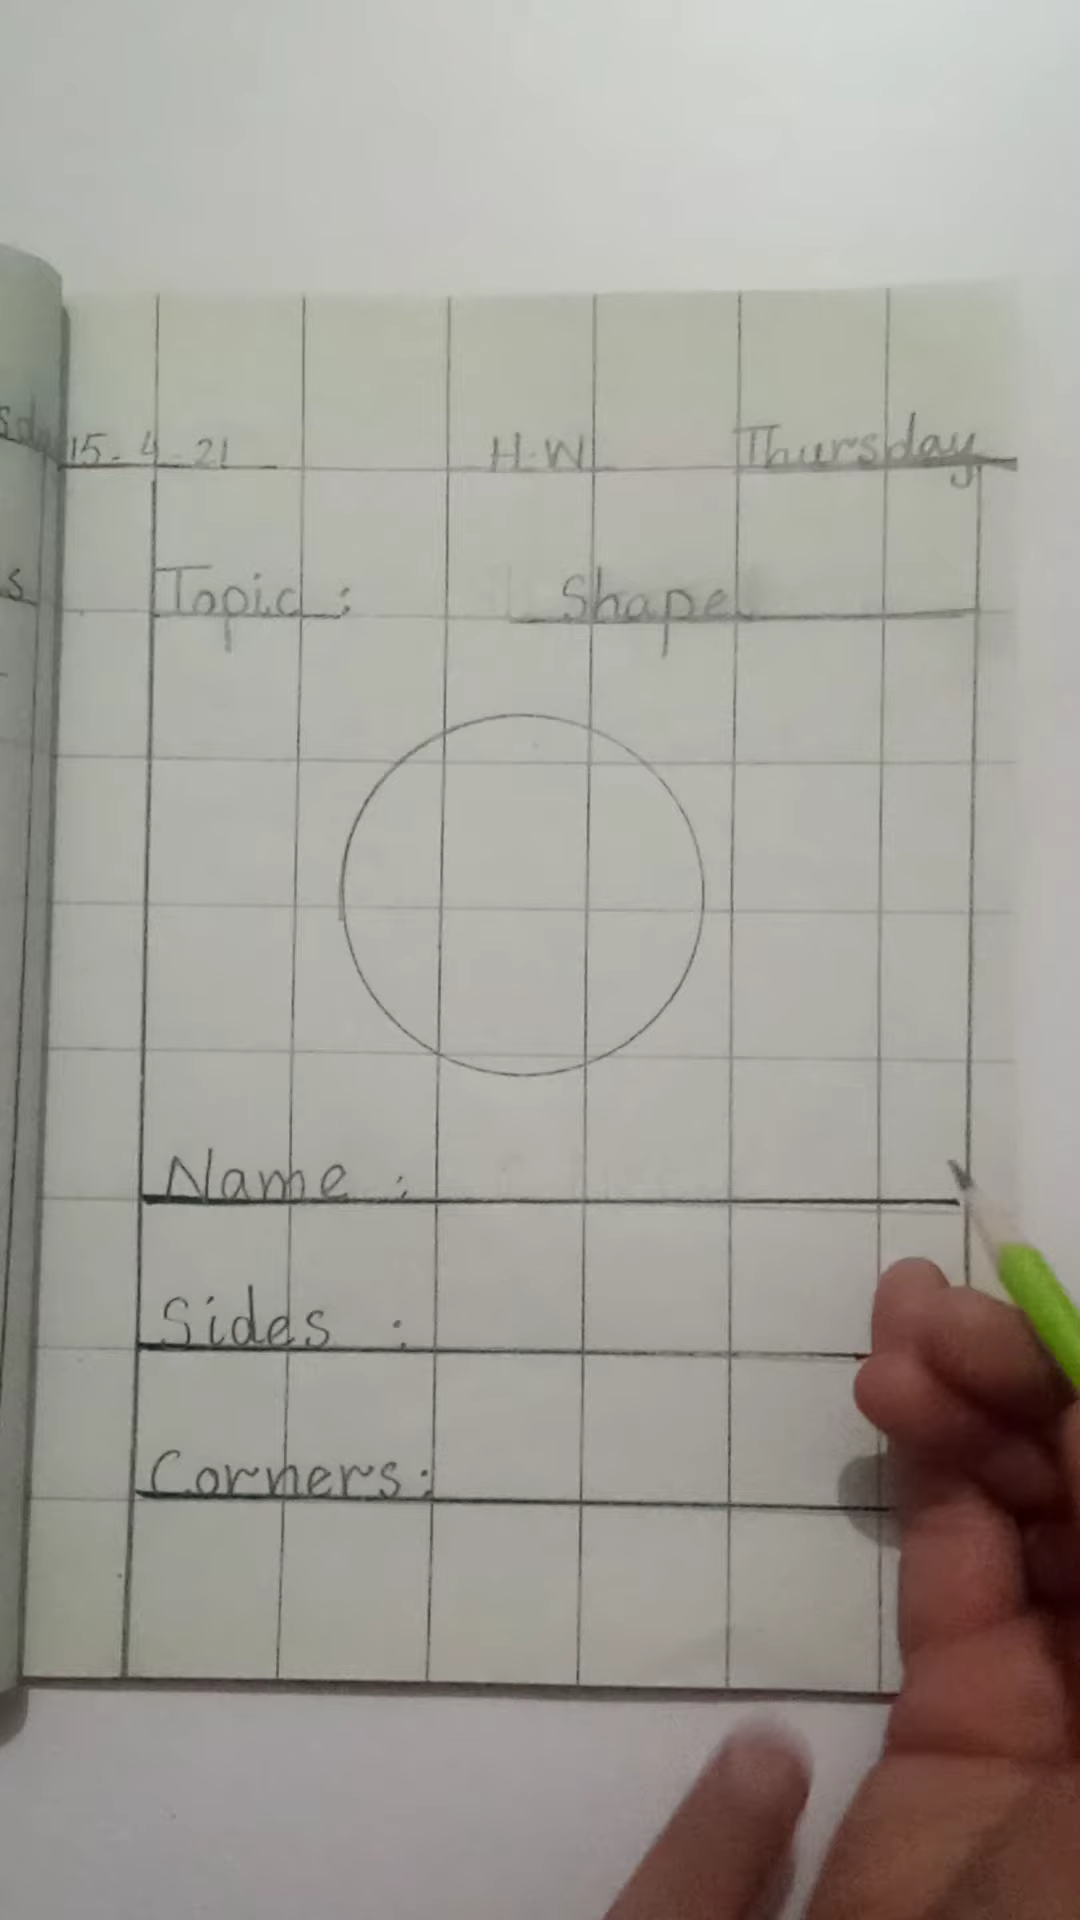 15-4-21 H.W Thursday
Topic: Shape
Name :
Sides :
Corners: